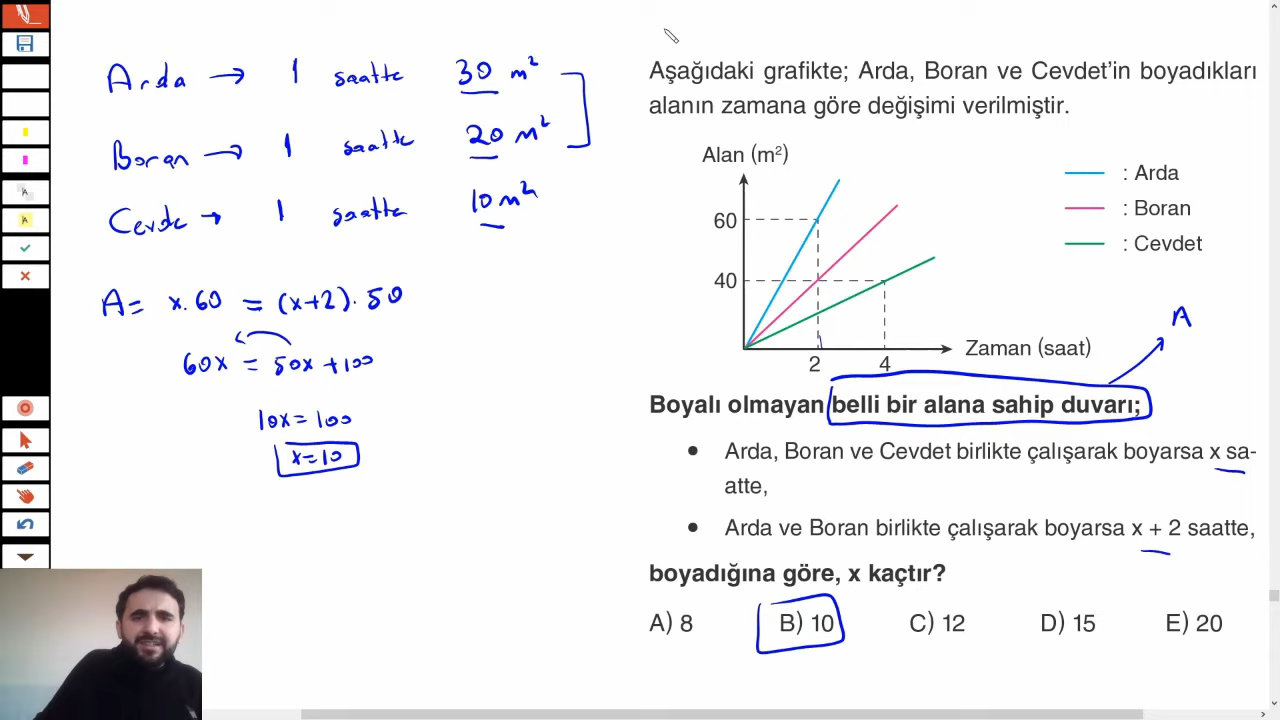 Arda → 1 saatte 30 m²
Boran → 1 saatte 20 m²
Cevde → 1 saatte 10 m²
A = x.60 = (x+2).50
60x = 50x+100
10x = 100
x=10
Aşağıdaki grafikte; Arda, Boran ve Cevdet’in boyadıkları
alanın zamana göre değişimi verilmiştir.
Alan (m²)
60
40
2
4
Zaman (saat)
: Arda
: Boran
: Cevdet
A
Boyalı olmayan belli bir alana sahip duvarı;
• Arda, Boran ve Cevdet birlikte çalışarak boyarsa x sa-
atte,
• Arda ve Boran birlikte çalışarak boyarsa x + 2 saatte,
boyadığına göre, x kaçtır?
A) 8 B) 10 C) 12 D) 15 E) 20